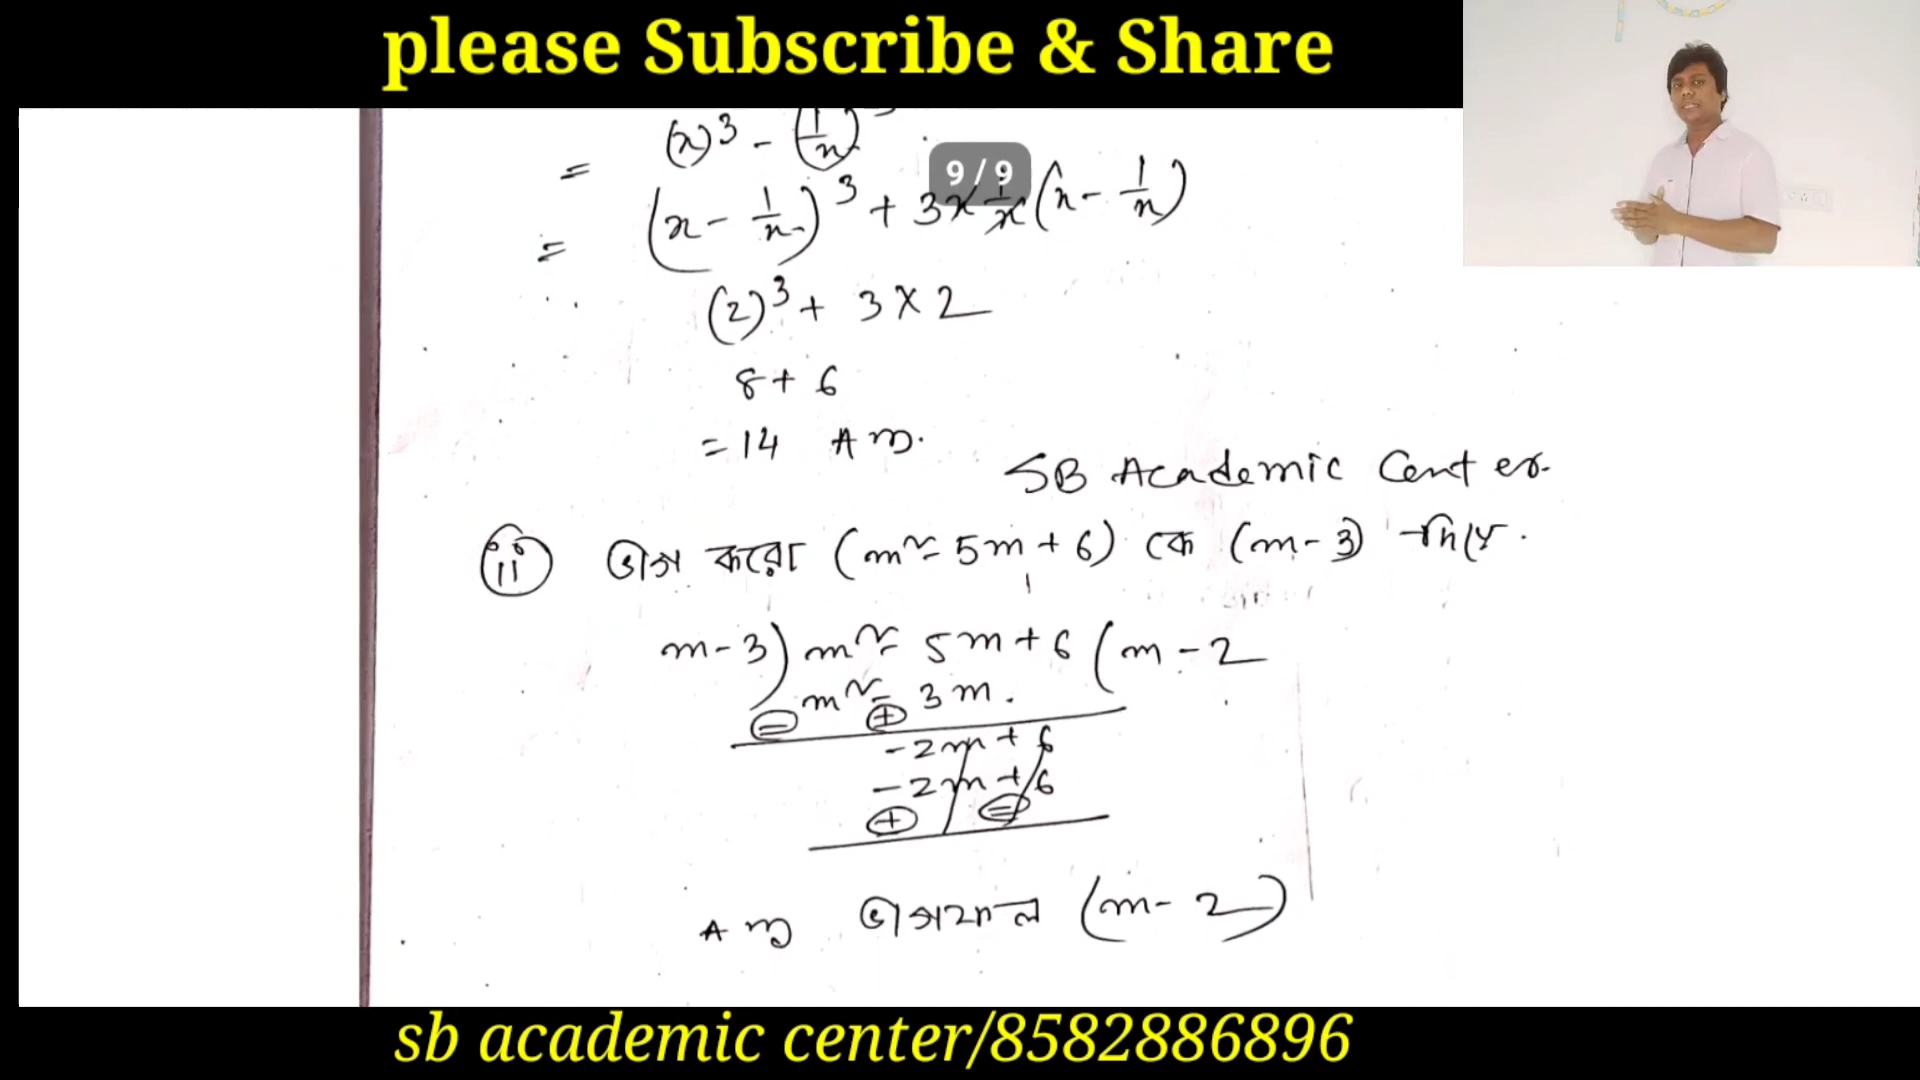 please Subscribe & Share
= (x)³ - (1/x)³
9/9
= (x - 1/x)³ + 3x 1/x (x - 1/x)
(2)³ + 3 × 2
8 + 6
= 14 Ans.
SB Academic Center.
(ii) ভাগ করো (m² - 5m + 6) কে (m - 3) দিয়ে.
m - 3) m² - 5m + 6 (m - 2
m² - 3m.
(-) (+)
-2m + 6
-2m + 6
(+) (-)
Ans ভাগফল (m - 2)
sb academic center/8582886896